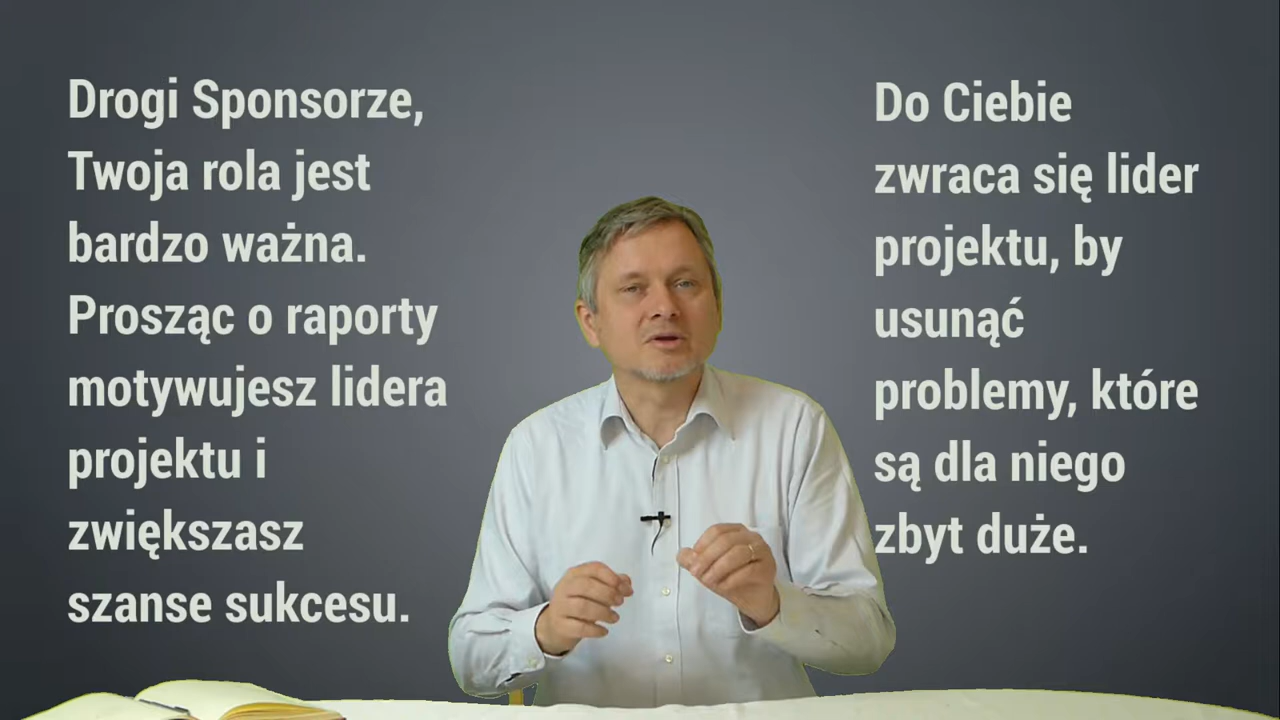 Drogi Sponsorze,
Twoja rola jest
bardzo ważna.
Prosząc o raporty
motywujesz lidera
projektu i
zwiększasz
szanse sukcesu.
Do Ciebie
zwraca się lider
projektu, by
usunąć
problemy, które
są dla niego
zbyt duże.